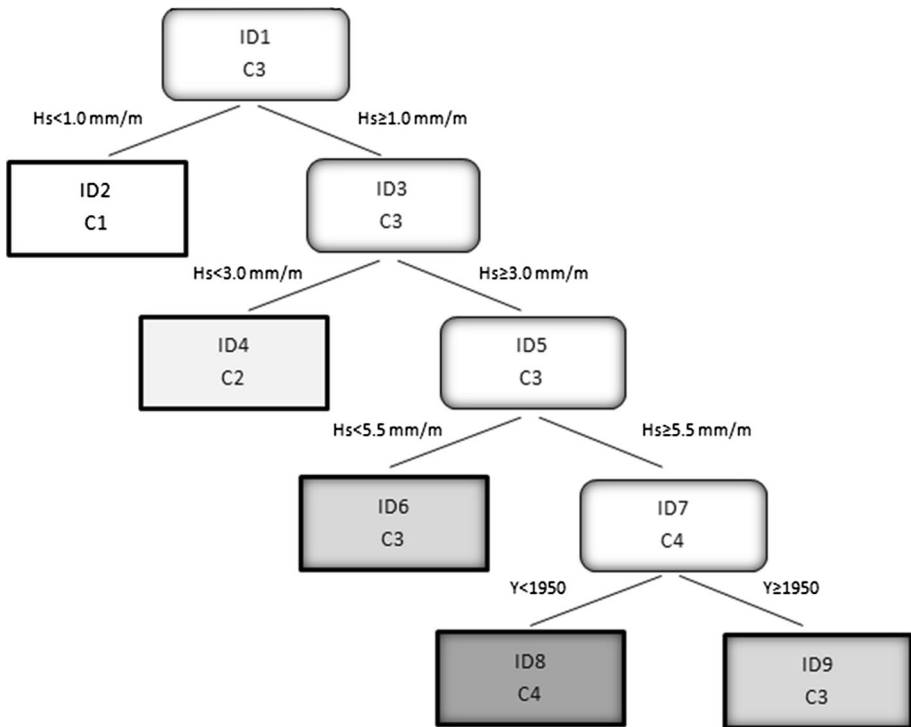 ID1
C3
Hs<1.0 mm/m
Hs≥1.0 mm/m
ID2
C1
ID3
C3
Hs<3.0 mm/m
Hs≥3.0 mm/m
ID4
C2
ID5
C3
Hs<5.5 mm/m
Hs≥5.5 mm/m
ID6
C3
ID7
C4
Y<1950
Y≥1950
ID8
C4
ID9
C3